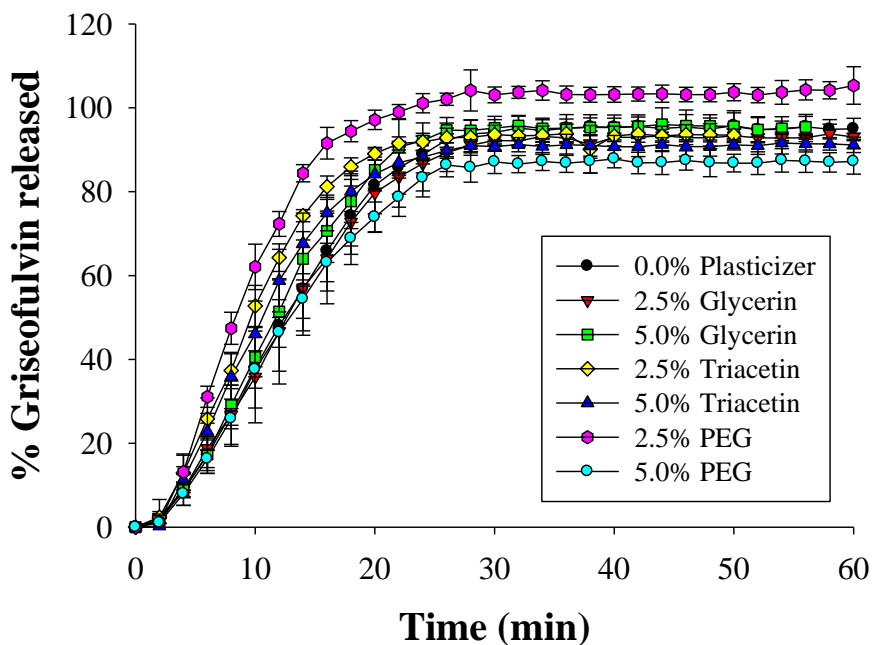 % Griseofulvin released
120
100
80
60
40
20
0
0.0% Plasticizer
2.5% Glycerin
5.0% Glycerin
2.5% Triacetin
5.0% Triacetin
2.5% PEG
5.0% PEG
0 10 20 30 40 50 60
Time (min)